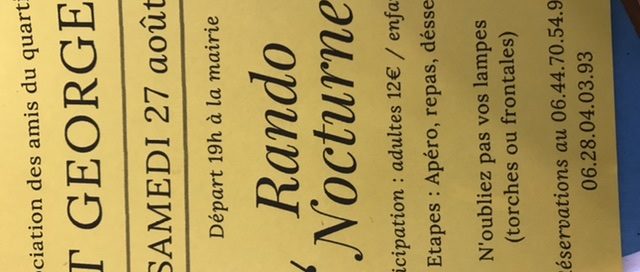 ciation des amis du quarti
T GEORGE
SAMEDI 27 août
Départ 19h à la mairie
Rando
Nocturne
icipation : adultes 12€ / enfa
Etapes : Apéro, repas, désse
N'oubliez pas vos lampes
(torches ou frontales)
éservations au 06.44.70.54.9
06.28.04.03.93